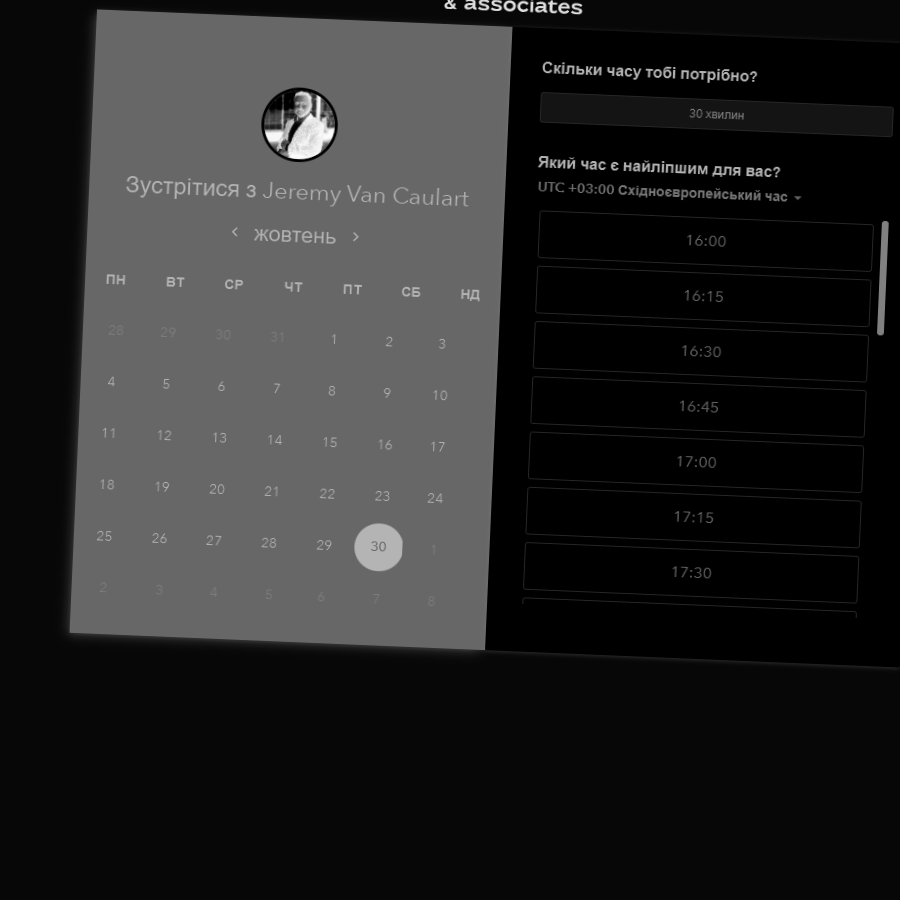 & associates
Зустрітися з Jeremy Van Caulart
жовтень
ПН ВТ СР ЧТ ПТ СБ НД
28 29 30 31 1 2 3
4 5 6 7 8 9 10
11 12 13 14 15 16 17
18 19 20 21 22 23 24
25 26 27 28 29 30 1
2 3 4 5 6 7 8
Скільки часу тобі потрібно?
30 хвилин
Який час є найліпшим для вас?
UTC +03:00 Східноєвропейський час
16:00
16:15
16:30
16:45
17:00
17:15
17:30